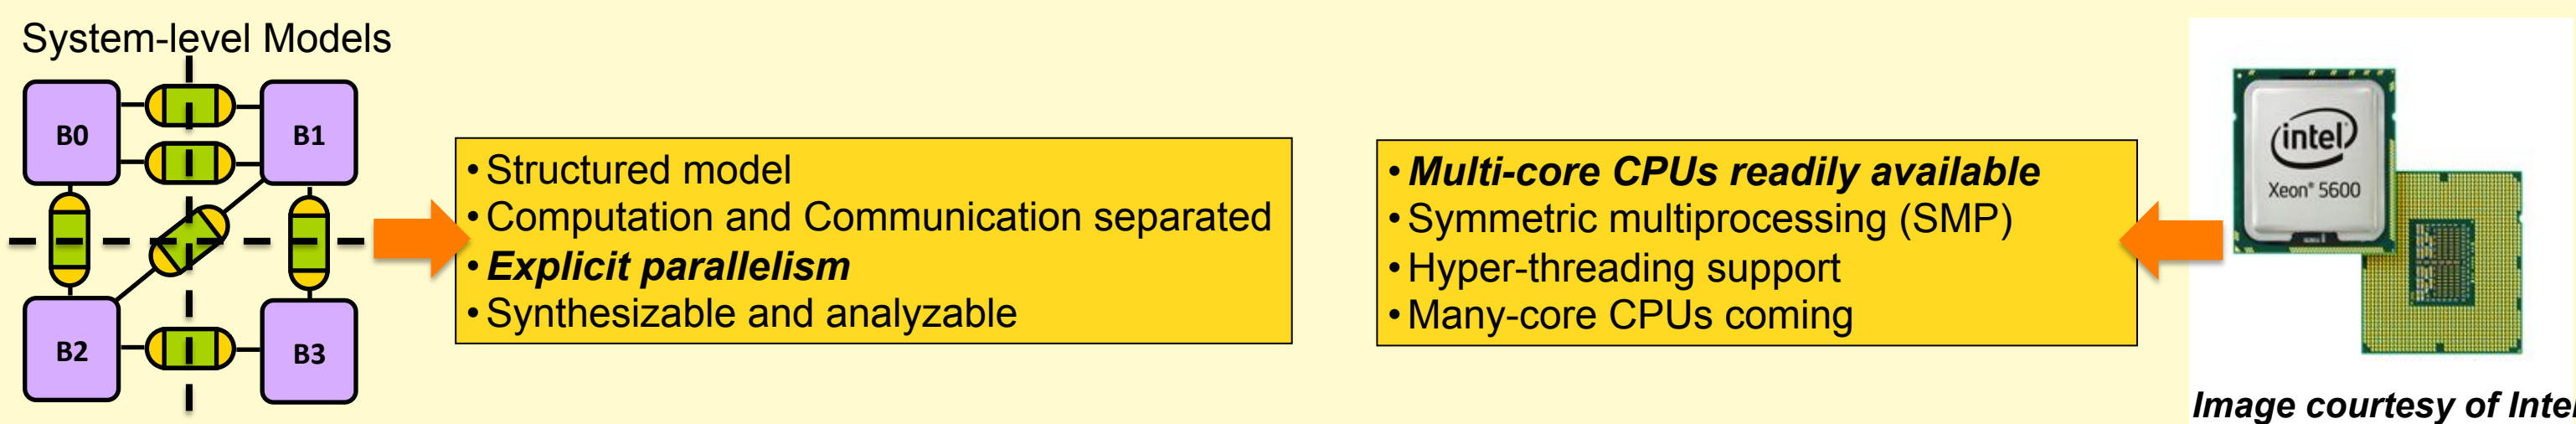 System-level Models
B0
B1
B2
B3
• Structured model
• Computation and Communication separated
• Explicit parallelism
• Synthesizable and analyzable
• Multi-core CPUs readily available
• Symmetric multiprocessing (SMP)
• Hyper-threading support
• Many-core CPUs coming
intel
Xeon® 5600
Image courtesy of Intel